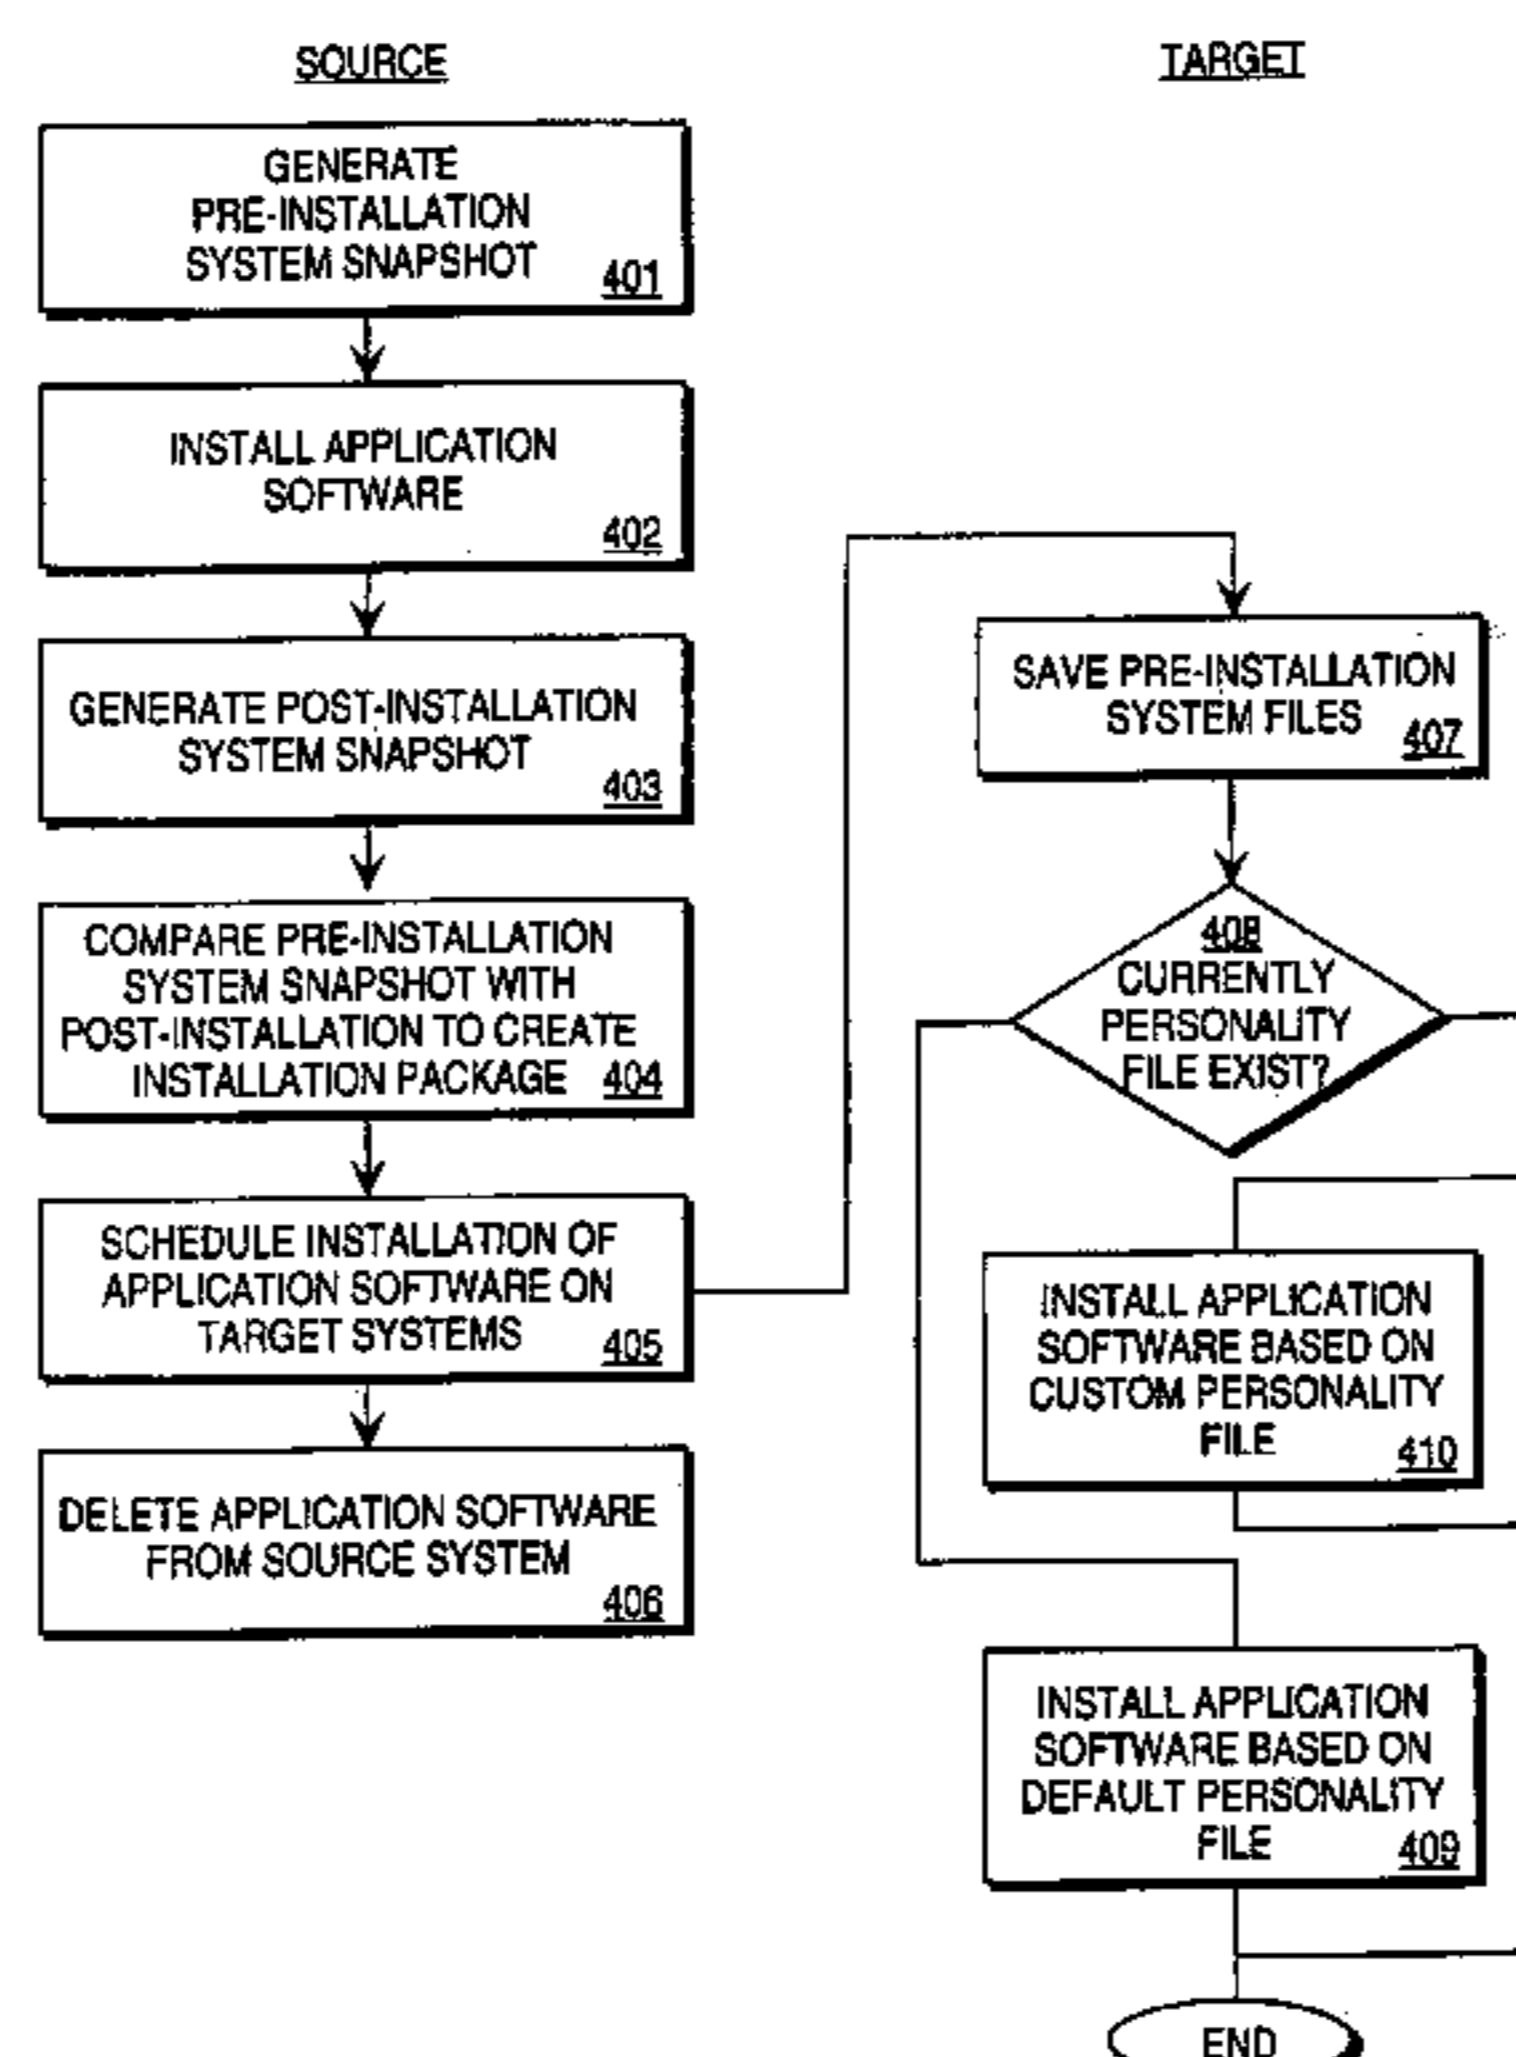 SOURCE
GENERATE
PRE-INSTALLATION
SYSTEM SNAPSHOT
401
INSTALL APPLICATION
SOFTWARE
402
GENERATE POST-INSTALLATION
SYSTEM SNAPSHOT
403
COMPARE PRE-INSTALLATION
SYSTEM SNAPSHOT WITH
POST-INSTALLATION TO CREATE
INSTALLATION PACKAGE 404
SCHEDULE INSTALLATION OF
APPLICATION SOFTWARE ON
TARGET SYSTEMS
405
DELETE APPLICATION SOFTWARE
FROM SOURCE SYSTEM
406
TARGET
SAVE PRE-INSTALLATION
SYSTEM FILES
407
408
CURRENTLY
PERSONALITY
FILE EXIST?
INSTALL APPLICATION
SOFTWARE BASED ON
CUSTOM PERSONALITY
FILE
410
INSTALL APPLICATION
SOFTWARE BASED ON
DEFAULT PERSONALITY
FILE
409
END